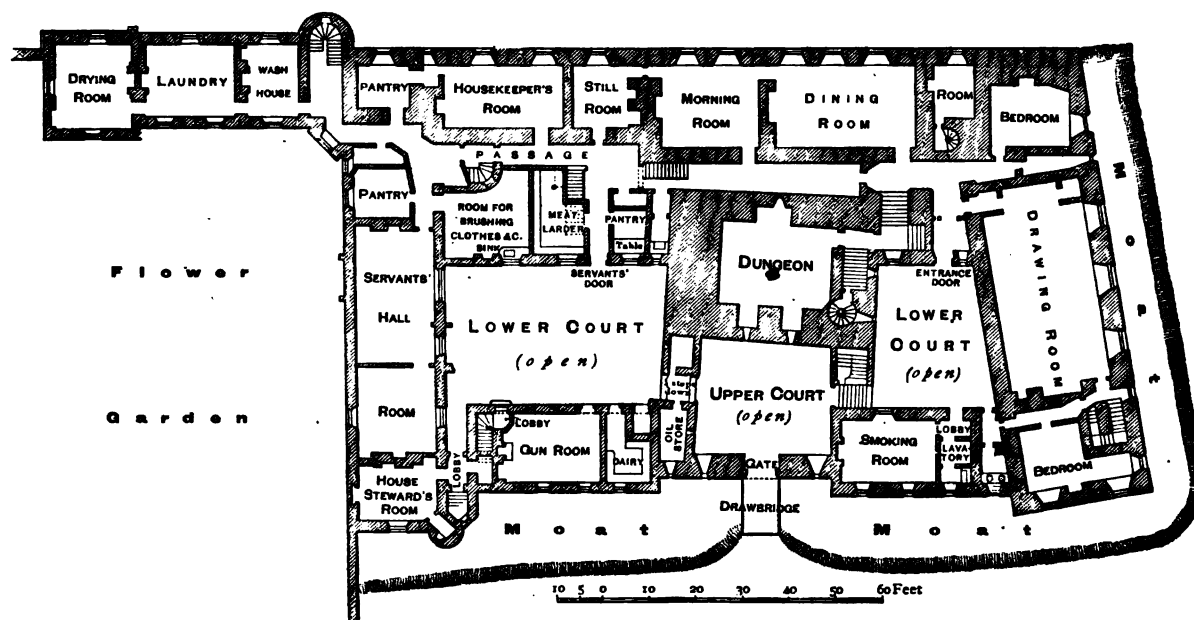 DRYING
ROOM
LAUNDRY
WASH
HOUSE
PANTRY
HOUSEKEEPER'S
ROOM
STILL
ROOM
MORNING
ROOM
DINING
ROOM
ROOM
BEDROOM
PASSAGE
PANTRY
ROOM FOR
BRUSHING
CLOTHES &C.
SINK
MEAT
LARDER
PANTRY
Table
SERVANTS'
DOOR
DUNGEON
ENTRANCE
DOOR
DRAWING ROOM
Moat
Flower
Garden
SERVANTS'
HALL
LOWER COURT
(open)
LOWER
COURT
(open)
UPPER COURT
(open)
ROOM
LOBBY
GUN ROOM
DAIRY
OIL
STORE
SMOKING
ROOM
LOBBY
LAVA-
TORY
BEDROOM
HOUSE
STEWARD'S
ROOM
LOBBY
GATE
DRAWBRIDGE
Moat
Moat
10 5 0 10 20 30 40 50 60 Feet